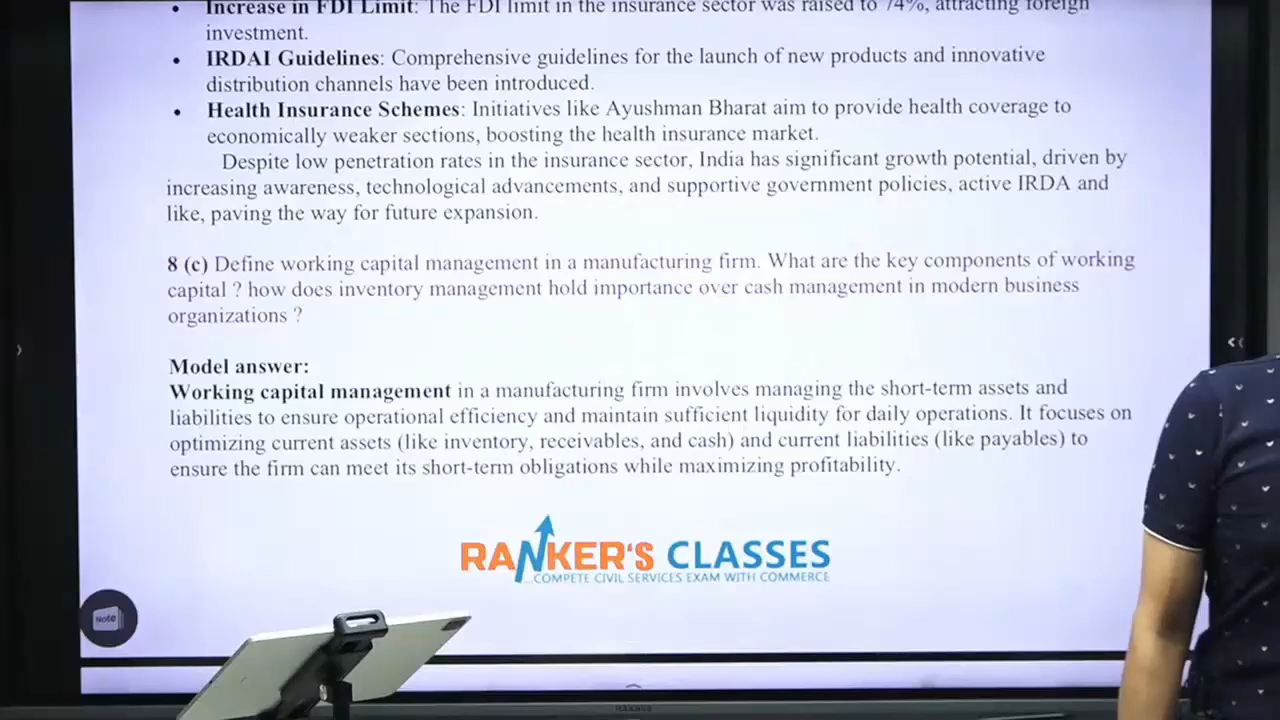 • Increase in FDI Limit: The FDI limit in the insurance sector was raised to 74%, attracting foreign
investment.
• IRDAI Guidelines: Comprehensive guidelines for the launch of new products and innovative
distribution channels have been introduced.
• Health Insurance Schemes: Initiatives like Ayushman Bharat aim to provide health coverage to
economically weaker sections, boosting the health insurance market.
Despite low penetration rates in the insurance sector, India has significant growth potential, driven by
increasing awareness, technological advancements, and supportive government policies, active IRDA and
like, paving the way for future expansion.
8 (c) Define working capital management in a manufacturing firm. What are the key components of working
capital ? how does inventory management hold importance over cash management in modern business
organizations ?
Model answer:
Working capital management in a manufacturing firm involves managing the short-term assets and
liabilities to ensure operational efficiency and maintain sufficient liquidity for daily operations. It focuses on
optimizing current assets (like inventory, receivables, and cash) and current liabilities (like payables) to
ensure the firm can meet its short-term obligations while maximizing profitability.
RANKER'S CLASSES
...COMPETE CIVIL SERVICES EXAM WITH COMMERCE
Note